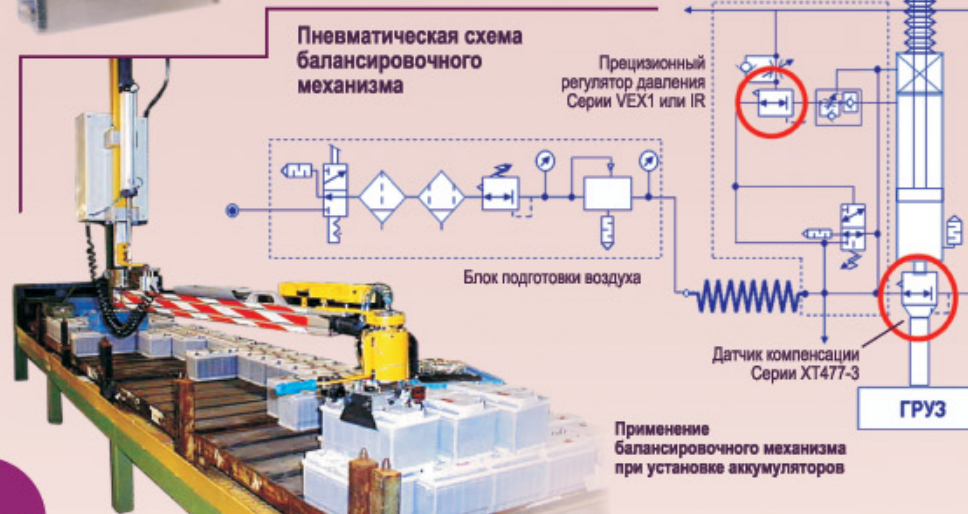 Пневматическая схема
балансировочного
механизма
Прецизионный
регулятор давления
Серии VEX1 или IR
Блок подготовки воздуха
Датчик компенсации
Серии XT477-3
ГРУЗ
Применение
балансировочного механизма
при установке аккумуляторов